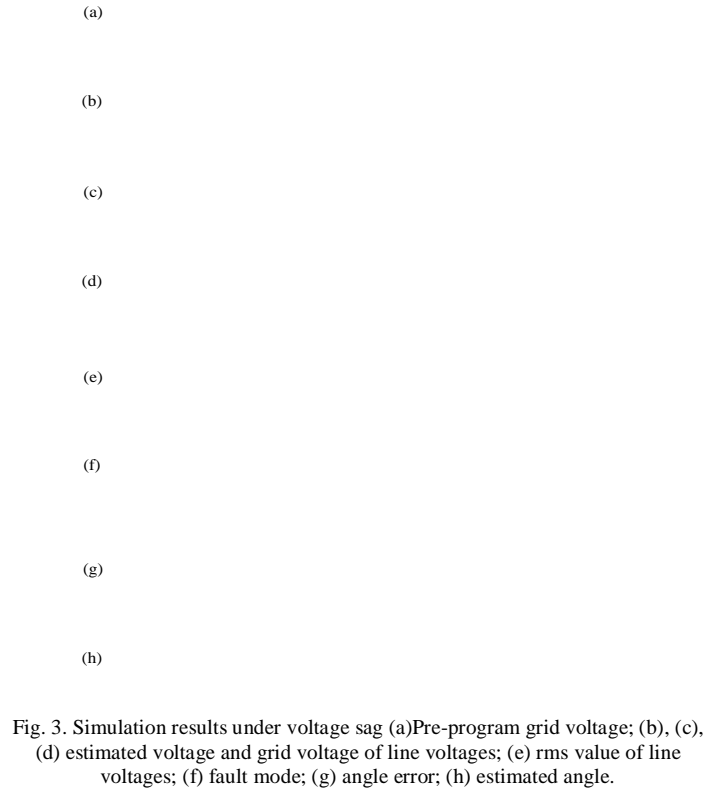 (a)
(b)
(c)
(d)
(e)
(f)
(g)
(h)
Fig. 3. Simulation results under voltage sag (a)Pre-program grid voltage; (b), (c),
(d) estimated voltage and grid voltage of line voltages; (e) rms value of line
voltages; (f) fault mode; (g) angle error; (h) estimated angle.